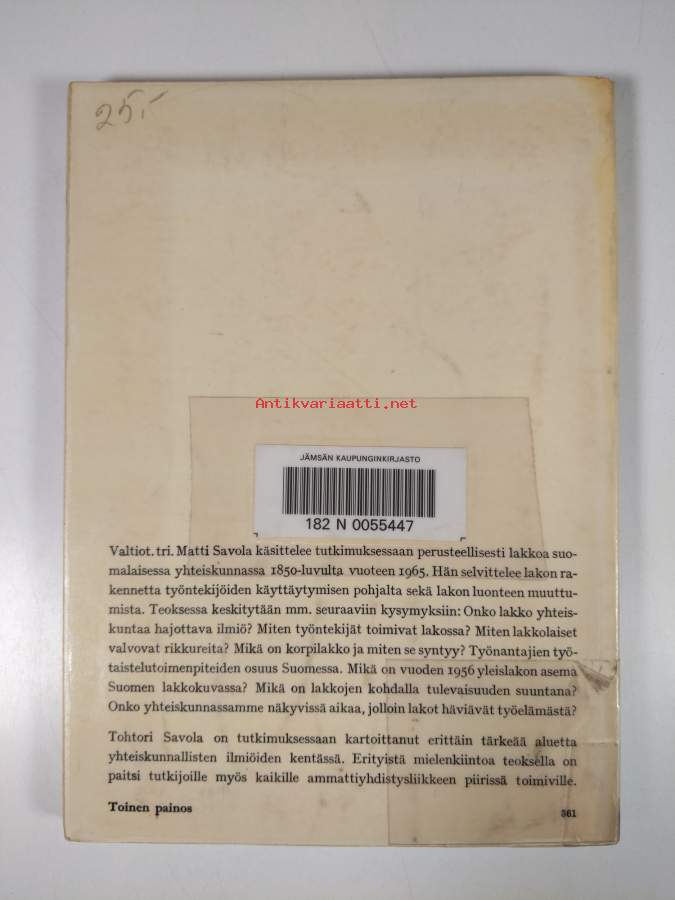 25:-
Antikvariaatti.net
JÄMSÄN KAUPUNGINKIRJASTO
182 N 0055447
Valtiot. tri. Matti Savola käsittelee tutkimuksessaan perusteellisesti lakkoa suo-
malaisessa yhteiskunnassa 1850-luvulta vuoteen 1965. Hän selvittelee lakon ra-
kennetta työntekijöiden käyttäytymisen pohjalta sekä lakon luonteen muuttu-
mista. Teoksessa keskitytään mm. seuraaviin kysymyksiin: Onko lakko yhteis-
kuntaa hajottava ilmiö? Miten työntekijät toimivat lakossa? Miten lakkolaiset
valvovat rikkureita? Mikä on korpilakko ja miten se syntyy? Työnantajien työ-
taistelutoimenpiteiden osuus Suomessa. Mikä on vuoden 1956 yleislakon asema
Suomen lakkokuvassa? Mikä on lakkojen kohdalla tulevaisuuden suuntana?
Onko yhteiskunnassamme näkyvissä aikaa, jolloin lakot häviävät työelämästä?
Tohtori Savola on tutkimuksessaan kartoittanut erittäin tärkeää aluetta
yhteiskunnallisten ilmiöiden kentässä. Erityistä mielenkiintoa teoksella on
paitsi tutkijoille myös kaikille ammattiyhdistysliikkeen piirissä toimiville.
Toinen painos
361